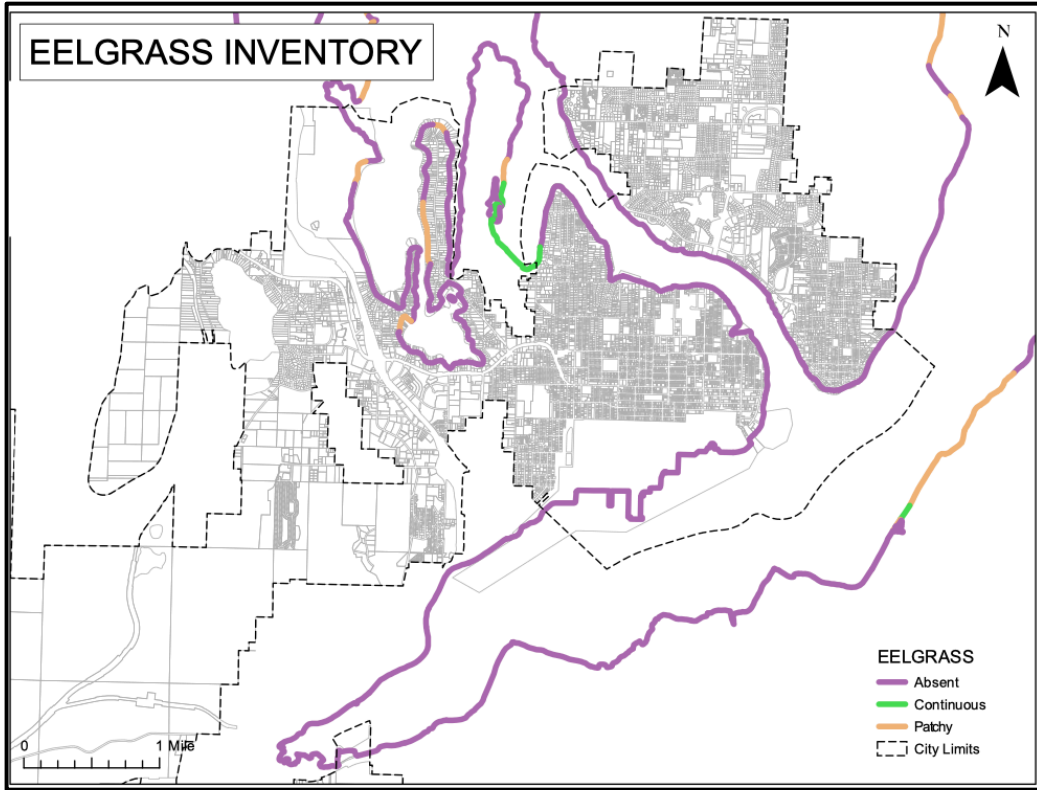 EELGRASS INVENTORY
N
EELGRASS
Absent
Continuous
Patchy
City Limits
0 1 Mile